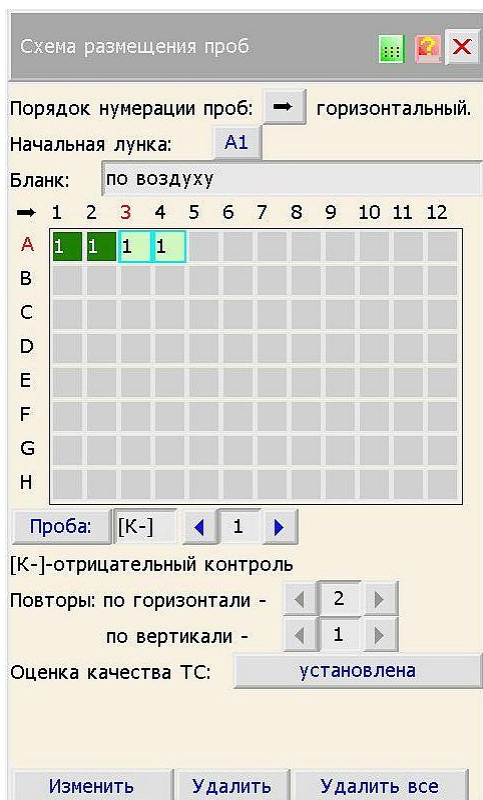 Схема размещения проб
Порядок нумерации проб: → горизонтальный.
Начальная лунка: A1
Бланк: по воздуху
→ 1 2 3 4 5 6 7 8 9 10 11 12
A 1 1 1 1
B
C
D
E
F
G
H
Проба: [К-] 1
[К-]-отрицательный контроль
Повторы: по горизонтали - 2
по вертикали - 1
Оценка качества ТС: установлена
Изменить Удалить Удалить все